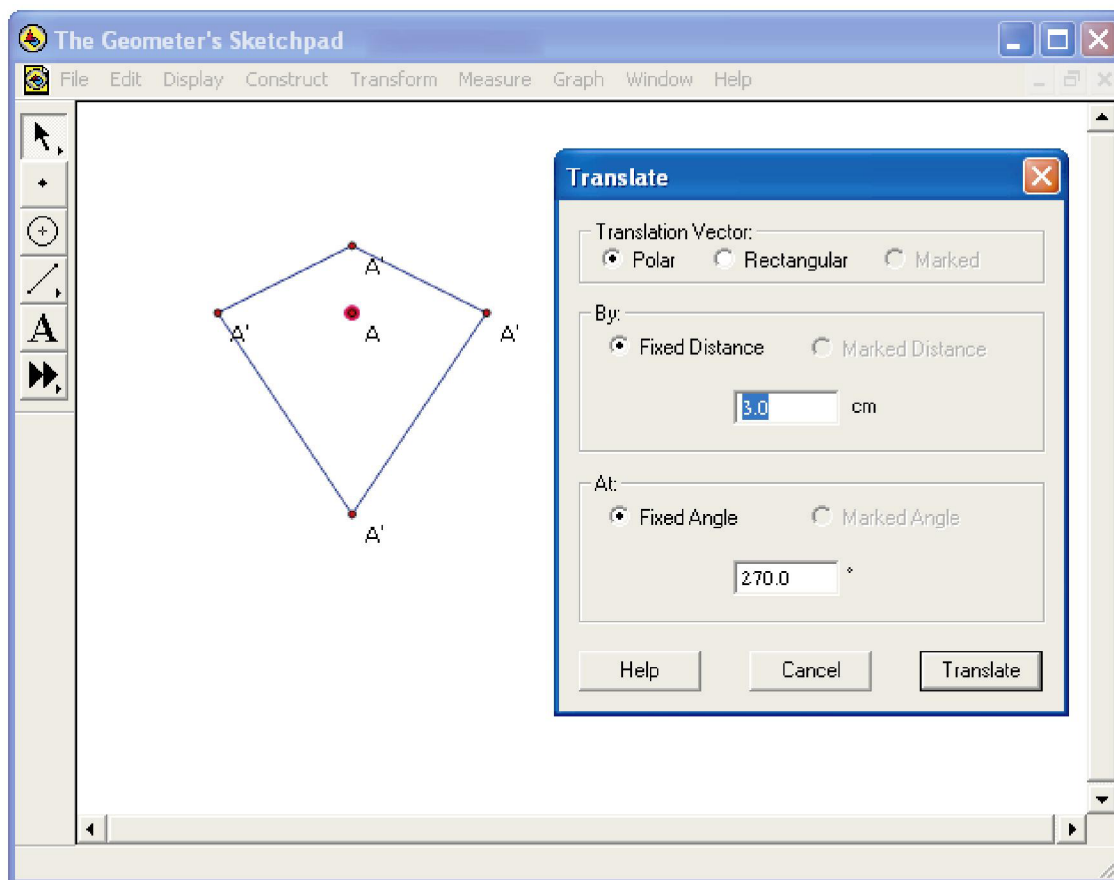 The Geometer's Sketchpad
File Edit Display Construct Transform Measure Graph Window Help
A
A'
A'
A
A'
A'
Translate
Translation Vector:
Polar Rectangular Marked
By:
Fixed Distance Marked Distance
3.0 cm
At:
Fixed Angle Marked Angle
270.0 °
Help Cancel Translate